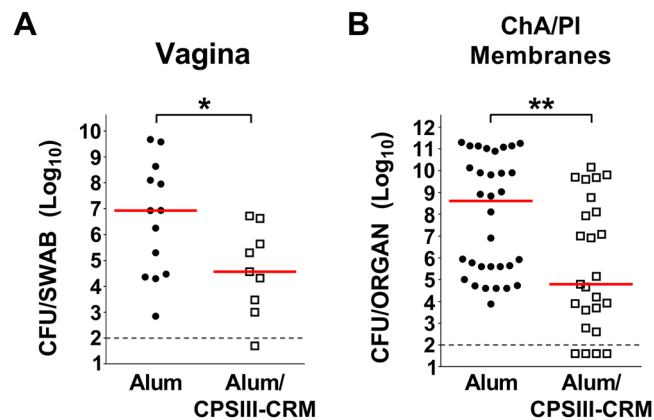 A
Vagina
*
CFU/SWAB (Log10)
10
9
8
7
6
5
4
3
2
1
Alum
Alum/
CPSIII-CRM
B
ChA/Pl
Membranes
**
CFU/ORGAN (Log10)
12
11
10
9
8
7
6
5
4
3
2
1
Alum
Alum/
CPSIII-CRM